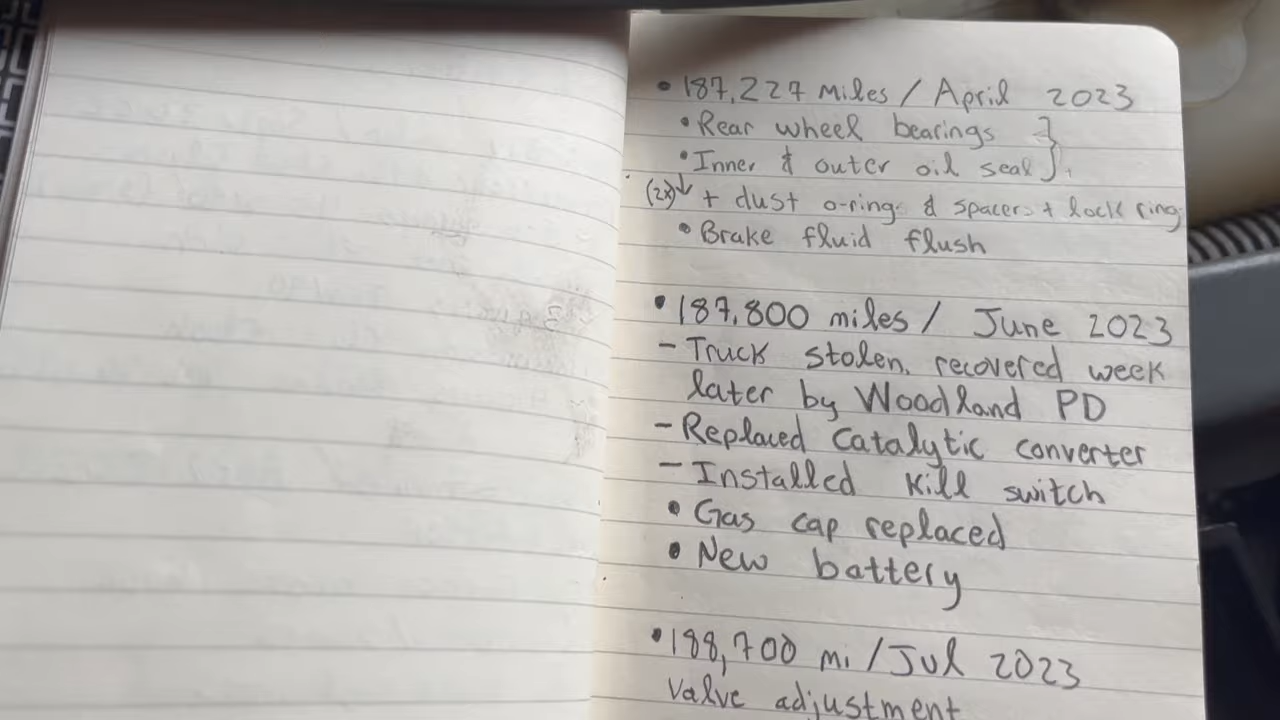 • 187,227 miles / April 2023
• Rear wheel bearings }
• Inner & outer oil seal }
(2x)↓ + dust o-rings & spacers + lock rings
• Brake fluid flush
• 187,800 miles / June 2023
- Truck stolen, recovered week
later by Woodland PD
- Replaced Catalytic converter
- Installed kill switch
• Gas cap replaced
• New battery
• 188,700 mi / Jul 2023
valve adjustment